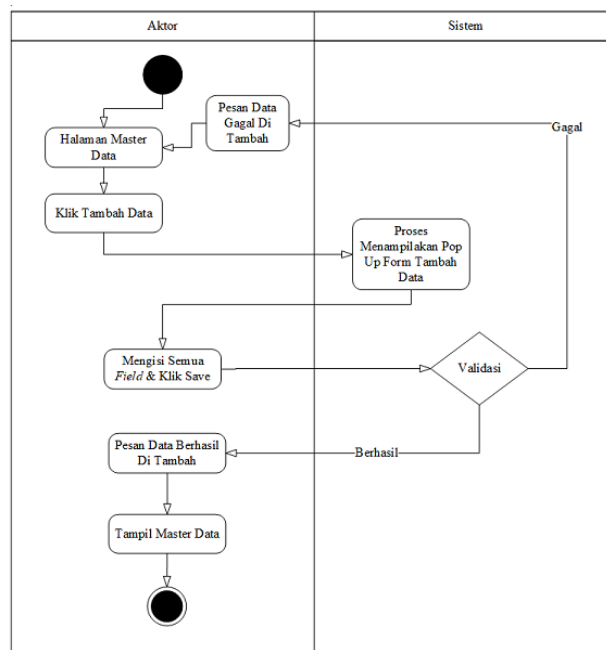 Aktor
Sistem
Pesan Data
Gagal Di
Tambah
Gagal
Halaman Master
Data
Klik Tambah Data
Proses
Menampilakan Pop
Up Form Tambah
Data
Mengisi Semua
Field & Klik Save
Validasi
Pesan Data Berhasil
Di Tambah
Berhasil
Tampil Master Data